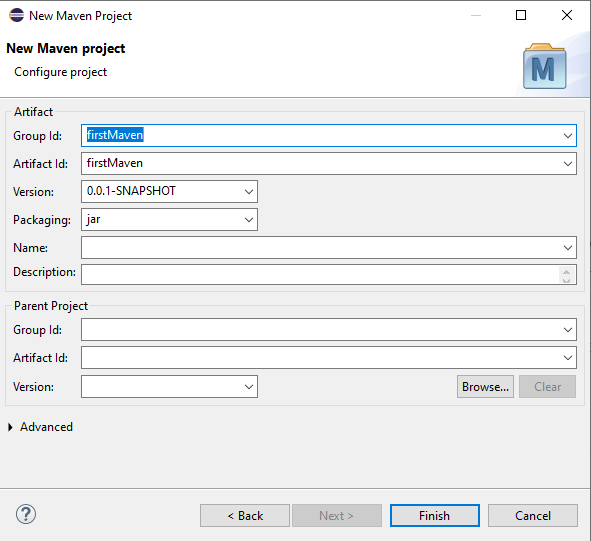 New Maven Project
New Maven project
Configure project
M
Artifact
Group Id: firstMaven
Artifact Id: firstMaven
Version: 0.0.1-SNAPSHOT
Packaging: jar
Name:
Description:
Parent Project
Group Id:
Artifact Id:
Version: Browse... Clear
Advanced
? < Back Next > Finish Cancel